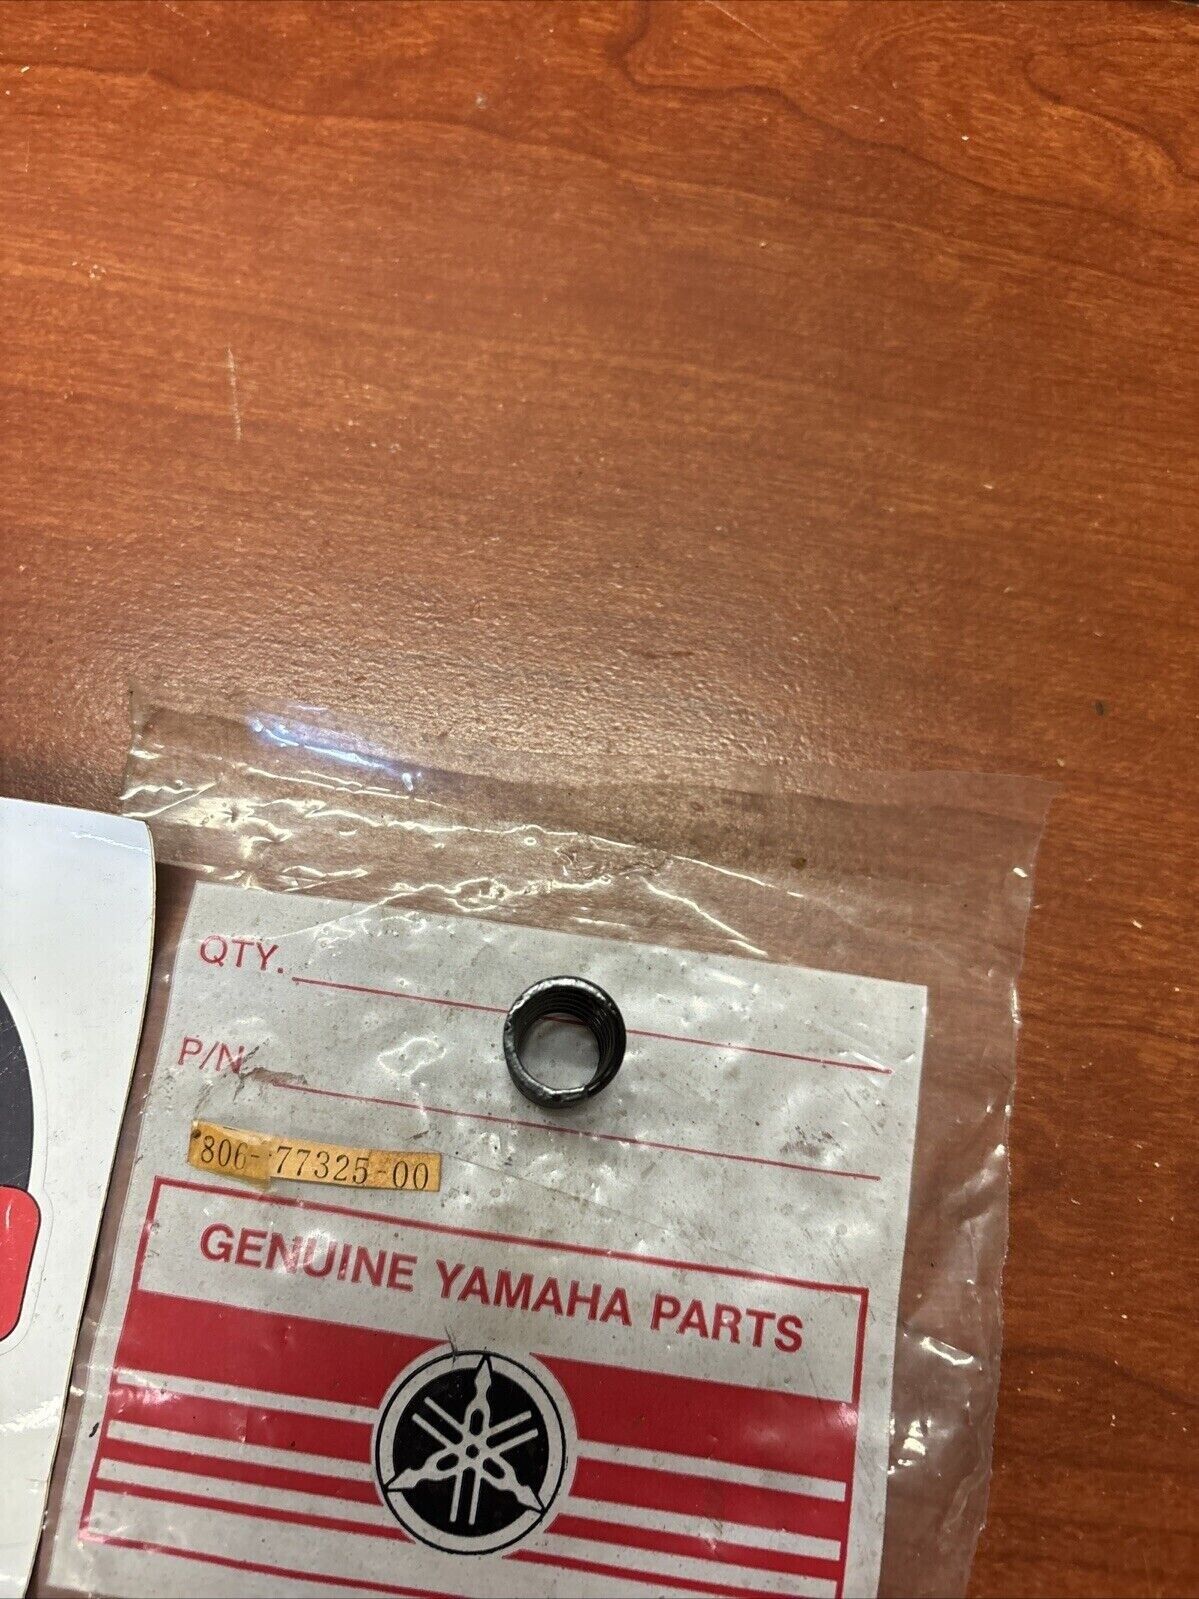 QTY.
P/N
806-77325-00
GENUINE YAMAHA PARTS